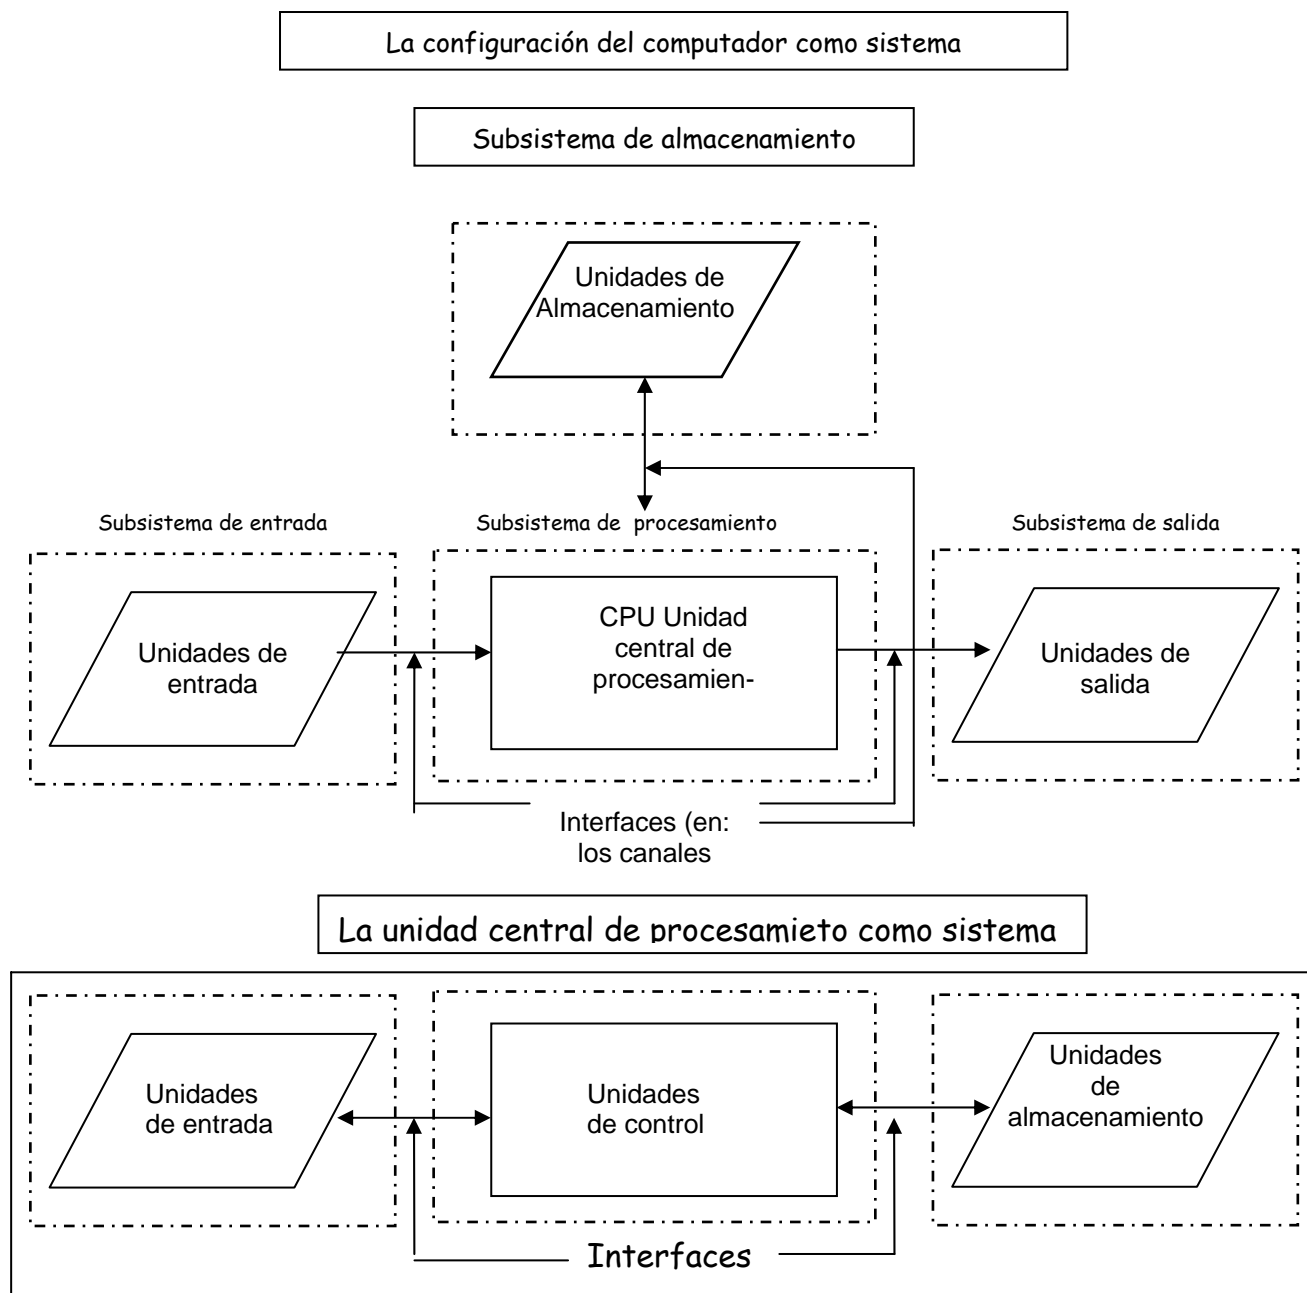 La configuración del computador como sistema
Subsistema de almacenamiento
Unidades de
Almacenamiento
Subsistema de entrada
Subsistema de procesamiento
Subsistema de salida
Unidades de
entrada
CPU Unidad
central de
procesamien-
Unidades de
salida
Interfaces (en:
los canales
La unidad central de procesamieto como sistema
Unidades
de entrada
Unidades
de control
Unidades
de
almacenamiento
Interfaces